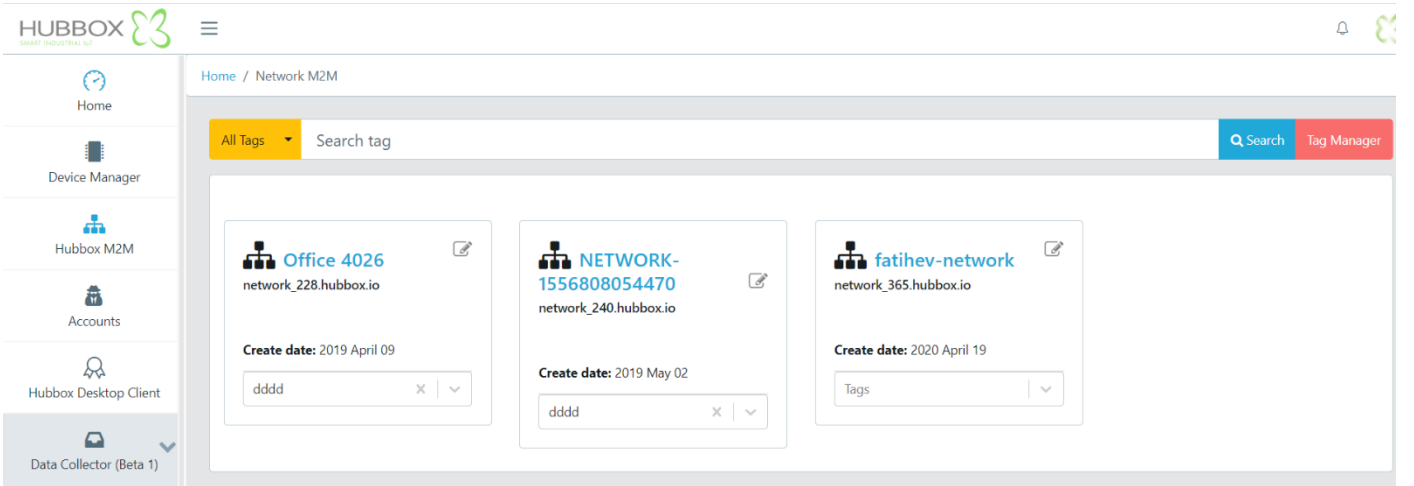 HUBBOX
SMART INDUSTRIAL IoT
Home / Network M2M
Home
Device Manager
Hubbox M2M
Accounts
Hubbox Desktop Client
Data Collector (Beta 1)
All Tags
Search tag
Search
Tag Manager
Office 4026
network_228.hubbox.io
Create date: 2019 April 09
dddd
NETWORK-
1556808054470
network_240.hubbox.io
Create date: 2019 May 02
dddd
fatihev-network
network_365.hubbox.io
Create date: 2020 April 19
Tags